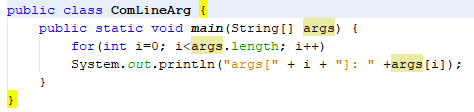 public class ComLineArg {
    public static void main(String[] args) {
        for(int i=0; i<args.length; i++)
        System.out.println("args[" + i + "]: " +args[i]);
    }
}